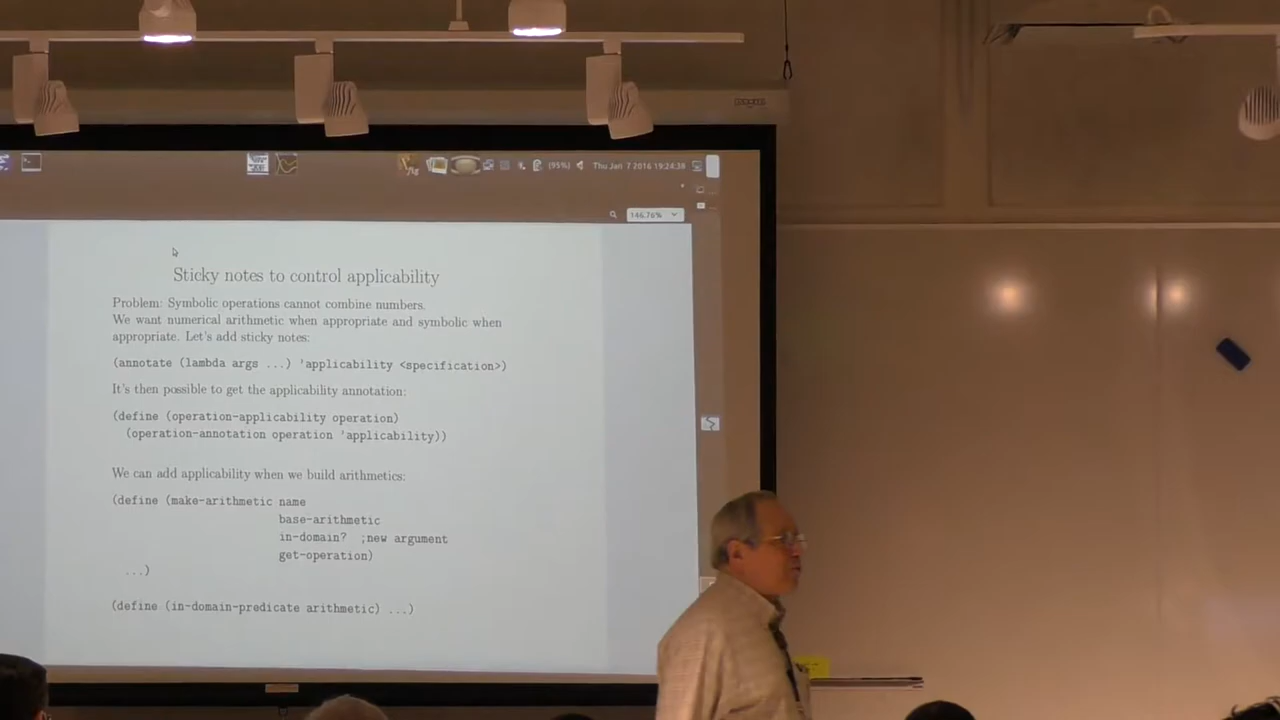 (95%) Thu Jan 7 2016 19:24:38
146.76%
Sticky notes to control applicability
Problem: Symbolic operations cannot combine numbers.
We want numerical arithmetic when appropriate and symbolic when
appropriate. Let's add sticky notes:
(annotate (lambda args ...) 'applicability <specification>)
It's then possible to get the applicability annotation:
(define (operation-applicability operation)
(operation-annotation operation 'applicability))
We can add applicability when we build arithmetics:
(define (make-arithmetic name
base-arithmetic
in-domain? ;new argument
get-operation)
...)
(define (in-domain-predicate arithmetic) ...)